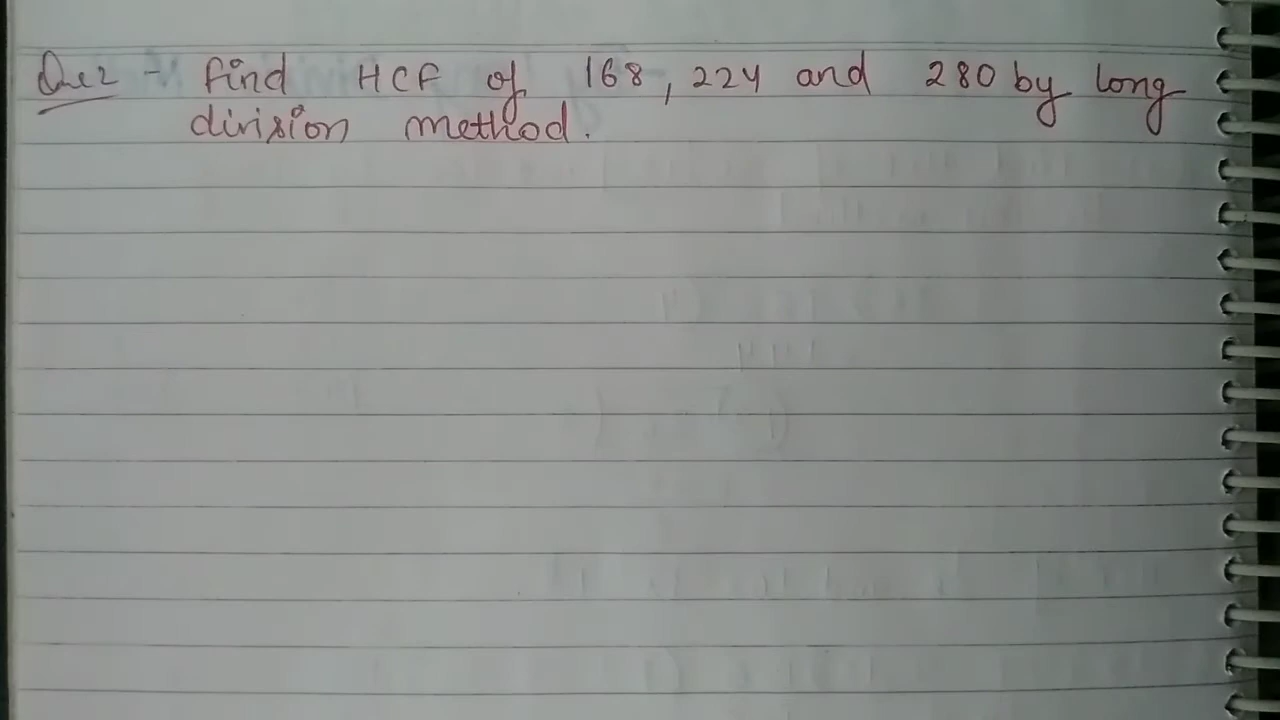 Que2 - find HCF of 168, 224 and 280 by long
division method.